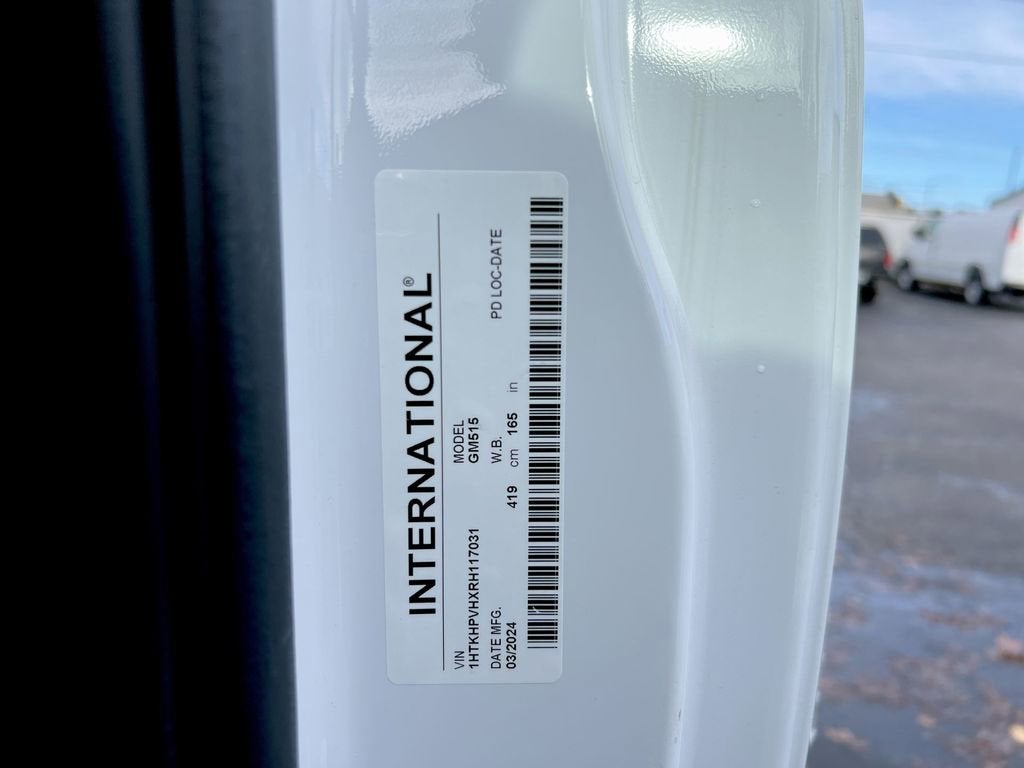 INTERNATIONAL®
VIN
1HTKHPVHXRH117031
MODEL
GM515
DATE MFG.
03/2024
W.B.
419 cm 165 in
PD LOC-DATE